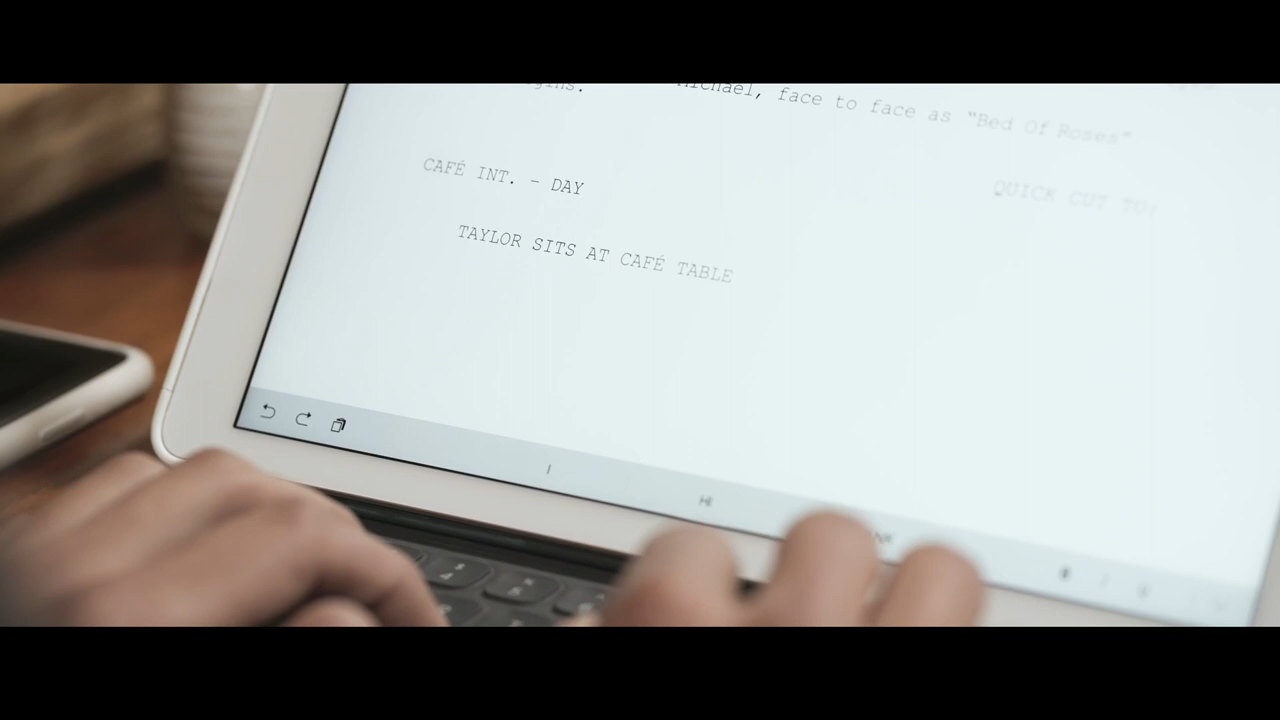 Michael, face to face as “Bed Of Roses”
QUICK CUT TO:
CAFÉ INT. – DAY
TAYLOR SITS AT CAFÉ TABLE
I